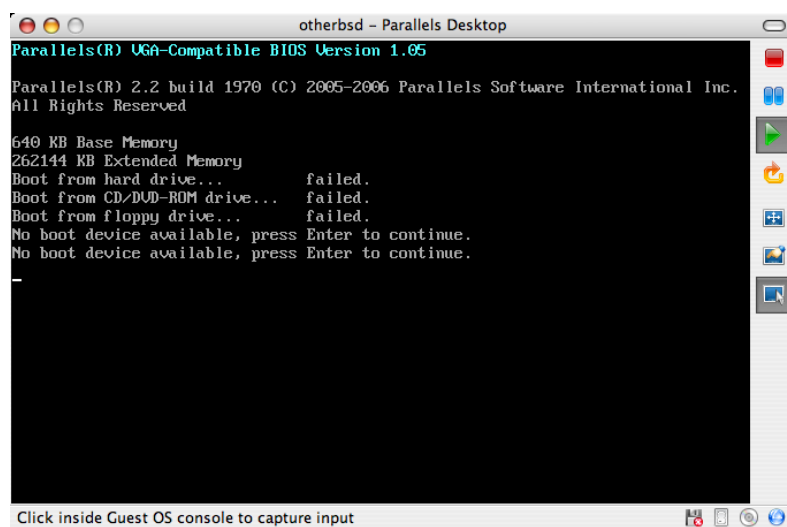 otherbsd – Parallels Desktop
Parallels(R) VGA-Compatible BIOS Version 1.05
Parallels(R) 2.2 build 1970 (C) 2005-2006 Parallels Software International Inc.
All Rights Reserved
640 KB Base Memory
262144 KB Extended Memory
Boot from hard drive... failed.
Boot from CD/DVD-ROM drive... failed.
Boot from floppy drive... failed.
No boot device available, press Enter to continue.
No boot device available, press Enter to continue.
Click inside Guest OS console to capture input